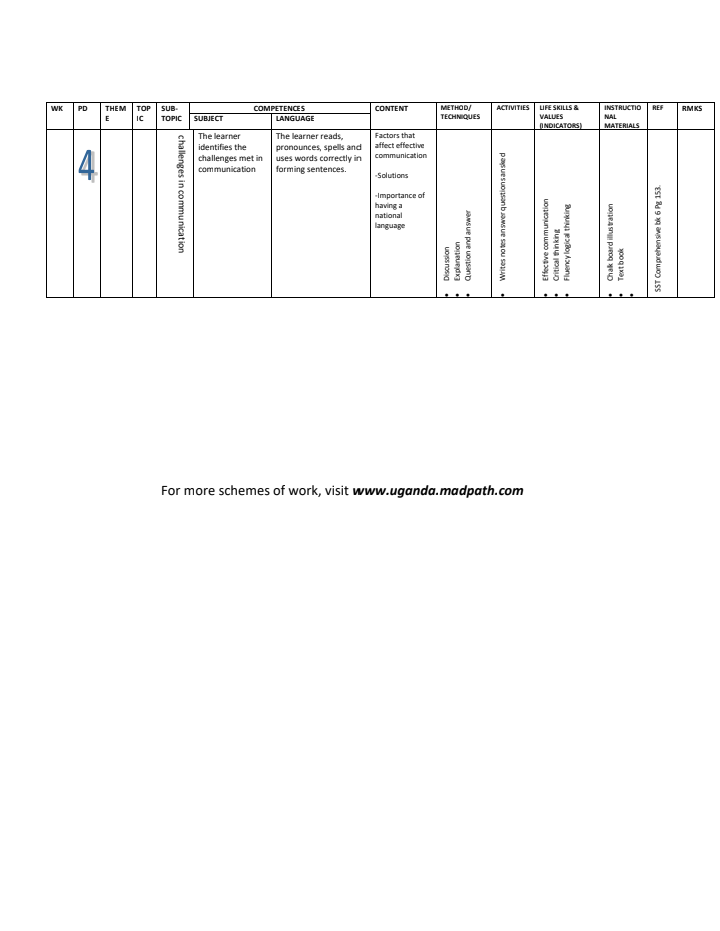 WK
PD
THEM
E
TOP
IC
SUB-
TOPIC
COMPETENCES
SUBJECT
LANGUAGE
CONTENT
METHOD/
TECHNIQUES
ACTIVITIES
LIFE SKILLS &
VALUES
(INDICATORS)
INSTRUCTIO
NAL
MATERIALS
REF
RMKS
4
challenges in communication
The learner
identifies the
challenges met in
communication
The learner reads,
pronounces, spells and
uses words correctly in
forming sentences.
Factors that
affect effective
communication
-Solutions
-Importance of
having a
national
language
• Discussion
• Explanation
• Question and answer
• Writes notes answer questions ansked
• Effective communication
• Critical thinking
• Fluency logical thinking
• Chalk board illustration
• Text book
•
SST Comprehensive bk 6 Pg 153.
For more schemes of work, visit www.uganda.madpath.com